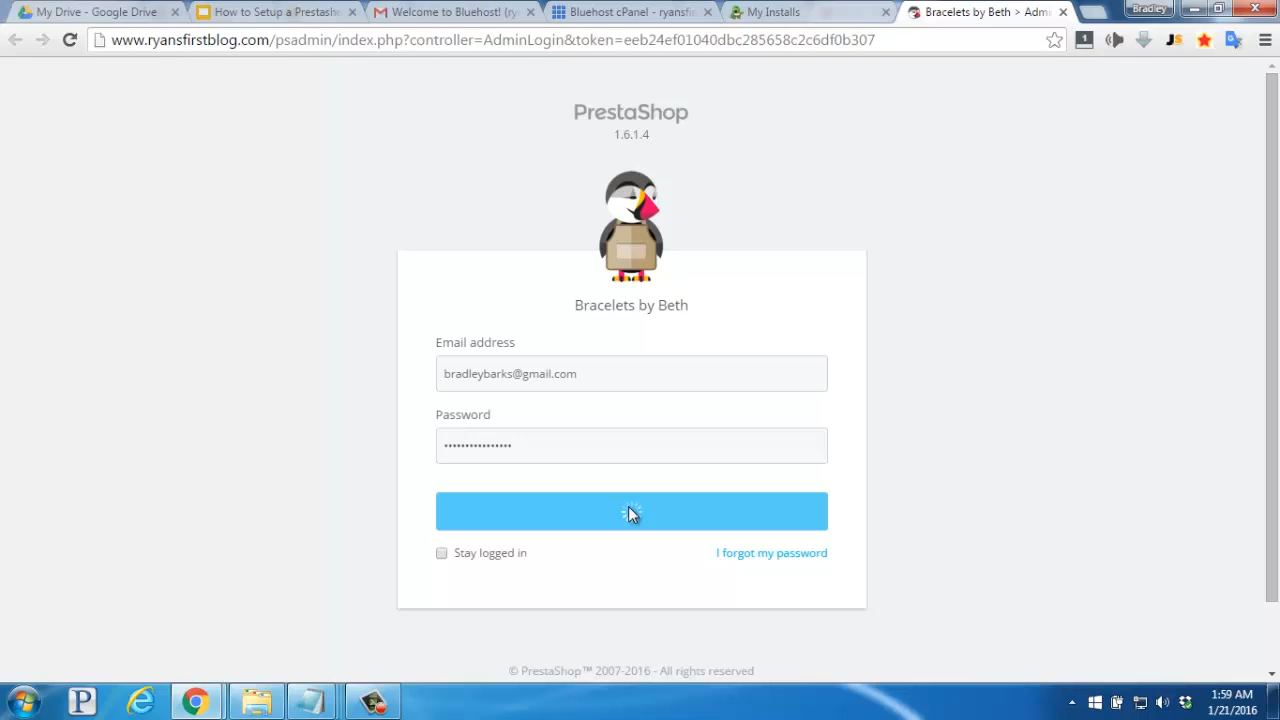 My Drive - Google Drive
How to Setup a Prestash
Welcome to Bluehost! (ry
Bluehost cPanel - ryansfi
My Installs
Bracelets by Beth > Adm
Bradley
www.ryansfirstblog.com/psadmin/index.php?controller=AdminLogin&token=eeb24ef01040dbc285658c2c6df0b307
1
JS
PrestaShop
1.6.1.4
Bracelets by Beth
Email address
bradleybarks@gmail.com
Password
••••••••••••••••
Stay logged in
I forgot my password
© PrestaShop™ 2007-2016 - All rights reserved
P
1:59 AM
1/21/2016